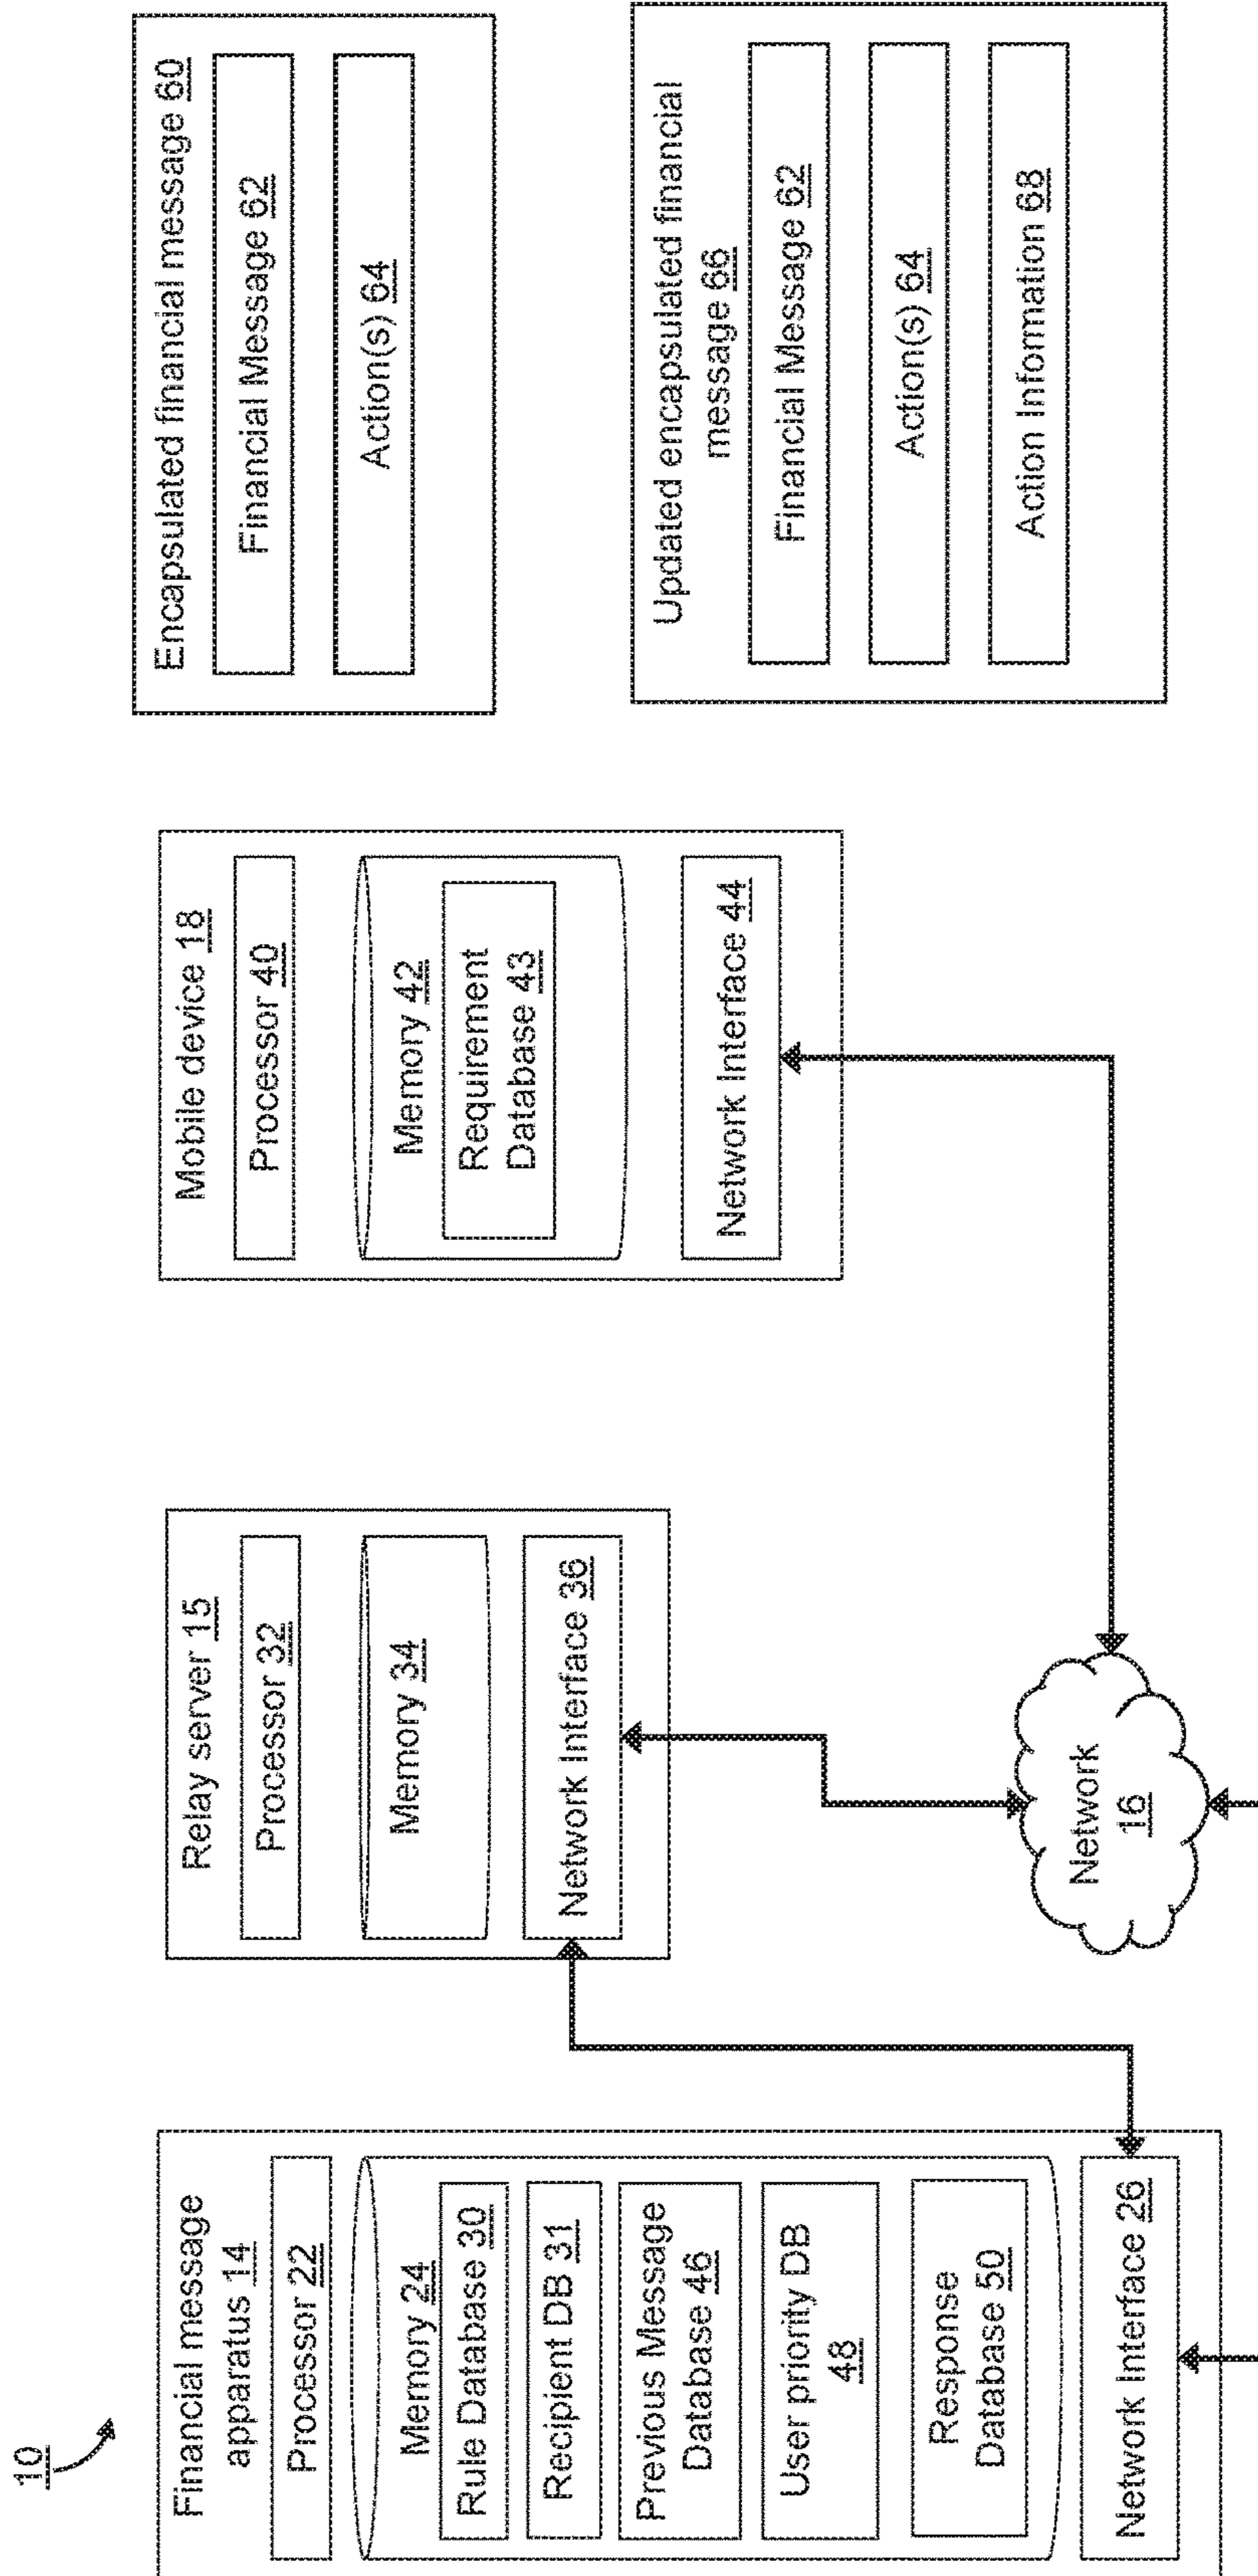 10
Financial message
apparatus 14
Processor 22
Memory 24
Rule Database 30
Recipient DB 31
Previous Message
Database 46
User priority DB
48
Response
Database 50
Network Interface 26
Relay server 15
Processor 32
Memory 34
Network Interface 36
Network
16
Mobile device 18
Processor 40
Memory 42
Requirement
Database 43
Network Interface 44
Encapsulated financial message 60
Financial Message 62
Action(s) 64
Updated encapsulated financial
message 66
Financial Message 62
Action(s) 64
Action Information 68